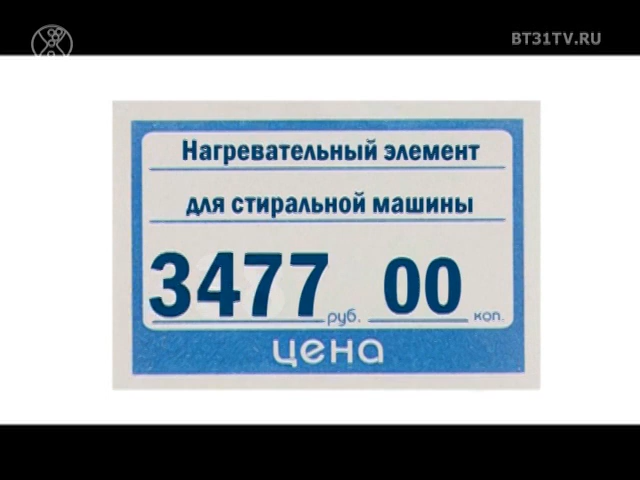 BT31TV.RU
Нагревательный элемент
для стиральной машины
3477 руб. 00 коп.
цена